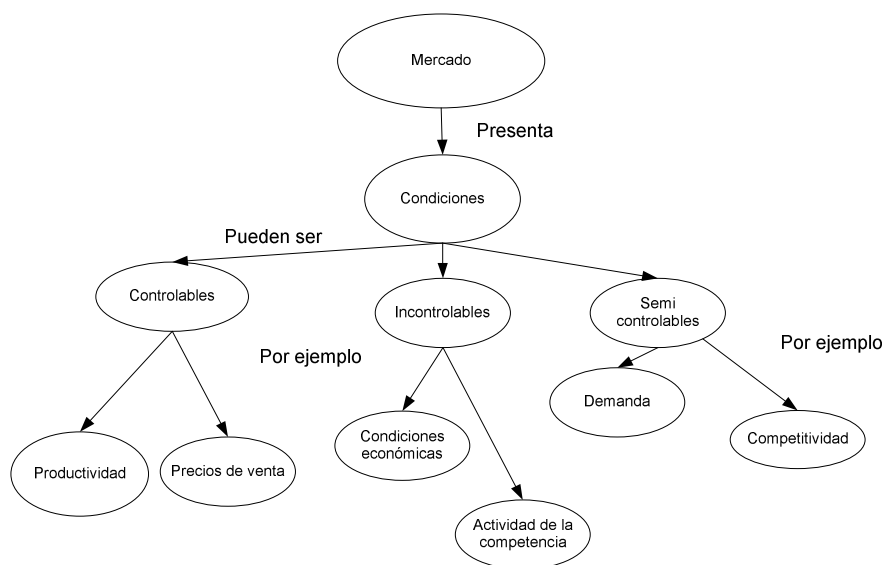 Mercado
Presenta
Condiciones
Pueden ser
Controlables
Incontrolables
Semi
controlables
Por ejemplo
Por ejemplo
Productividad
Precios de venta
Condiciones
económicas
Actividad de la
competencia
Demanda
Competitividad